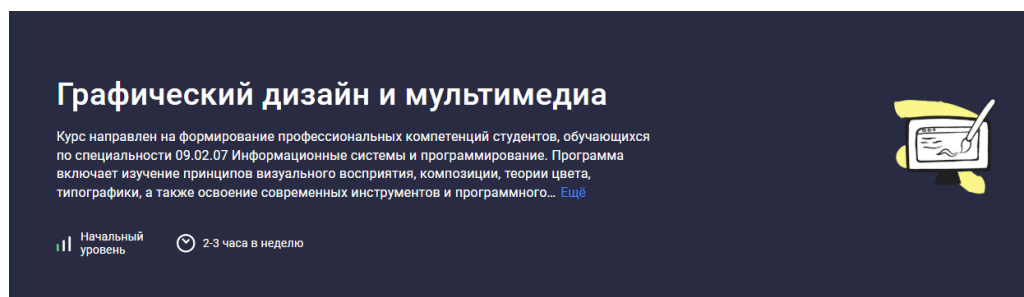 Графический дизайн и мультимедиа
Курс направлен на формирование профессиональных компетенций студентов, обучающихся
по специальности 09.02.07 Информационные системы и программирование. Программа
включает изучение принципов визуального восприятия, композиции, теории цвета,
типографики, а также освоение современных инструментов и программного... Ещё
Начальный
уровень
2-3 часа в неделю